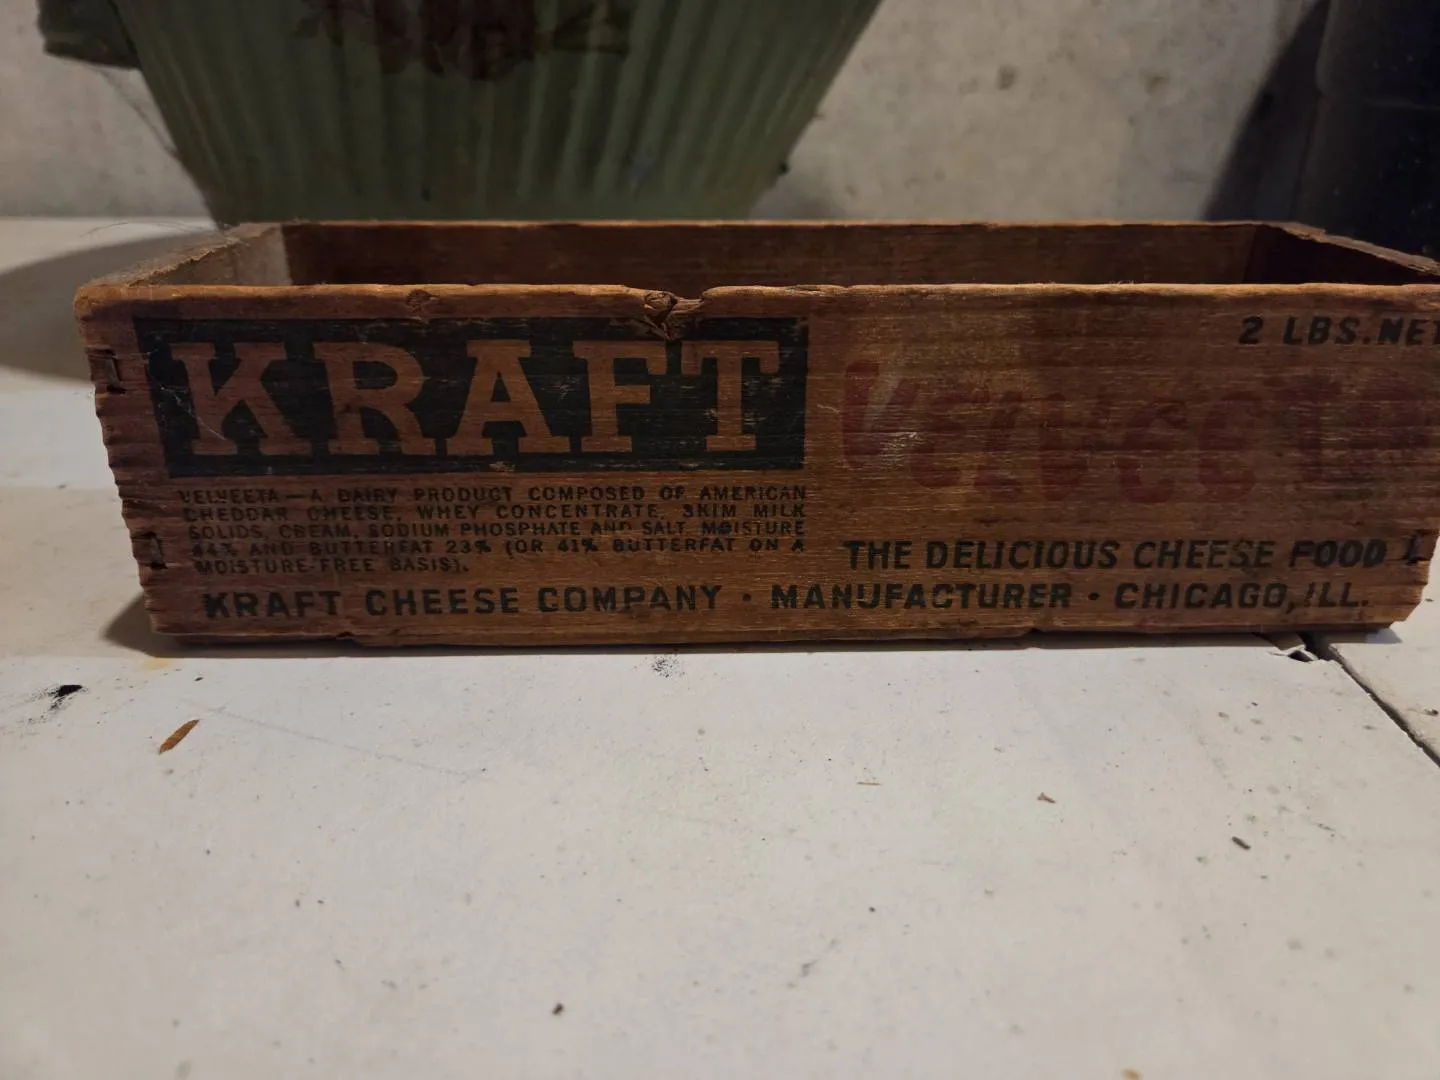 KRAFT
VELVEETA
2 LBS. NET
VELVEETA — A DAIRY PRODUCT COMPOSED OF AMERICAN
CHEDDAR CHEESE, WHEY CONCENTRATE, SKIM MILK
SOLIDS, CREAM, SODIUM PHOSPHATE AND SALT. MOISTURE
44% AND BUTTERFAT 23% (OR 41% BUTTERFAT ON A
MOISTURE-FREE BASIS).
THE DELICIOUS CHEESE FOOD
KRAFT CHEESE COMPANY · MANUFACTURER · CHICAGO, ILL.